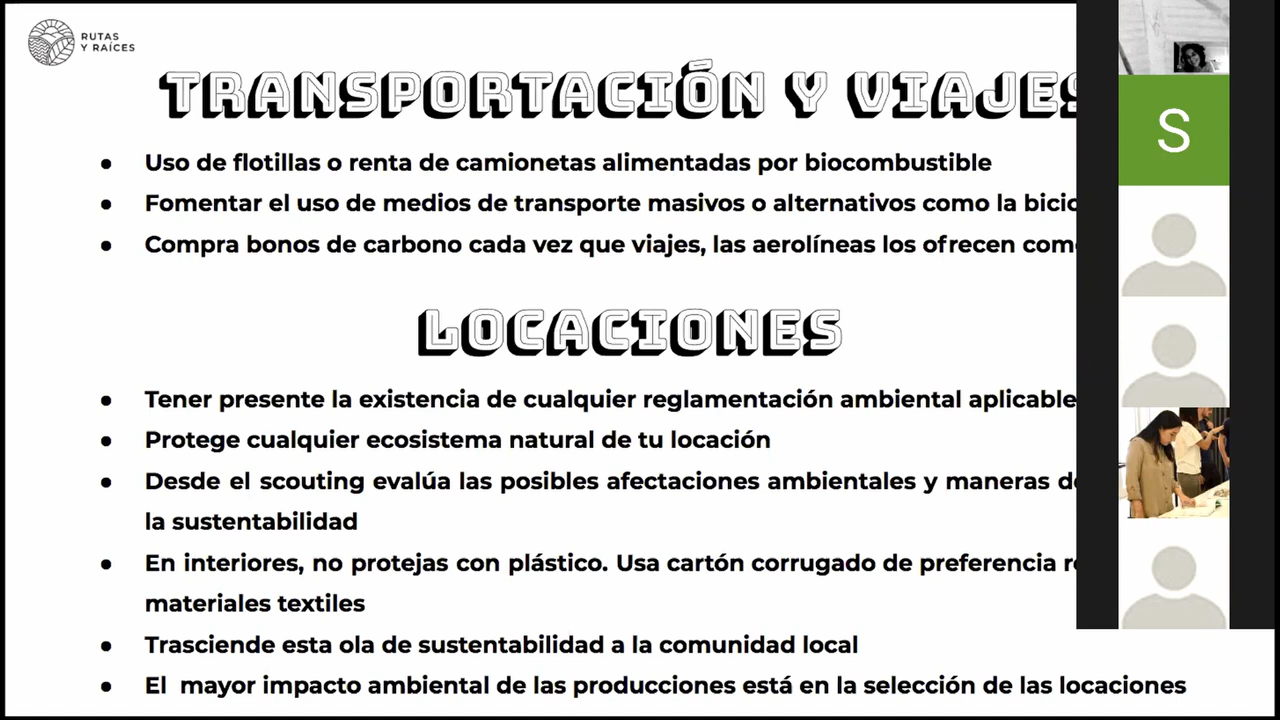 RUTAS
Y RAÍCES
TRANSPORTACIÓN Y VIAJES
Uso de flotillas o renta de camionetas alimentadas por biocombustible
Fomentar el uso de medios de transporte masivos o alternativos como la
Compra bonos de carbono cada vez que viajes, las aerolíneas los ofrecen
S
LOCACIONES
Tener presente la existencia de cualquier reglamentación ambiental aplicable
Protege cualquier ecosistema natural de tu locación
Desde el scouting evalúa las posibles afectaciones ambientales y maneras
la sustentabilidad
En interiores, no protejas con plástico. Usa cartón corrugado de preferencia
materiales textiles
Trasciende esta ola de sustentabilidad a la comunidad local
El mayor impacto ambiental de las producciones está en la selección de las locaciones